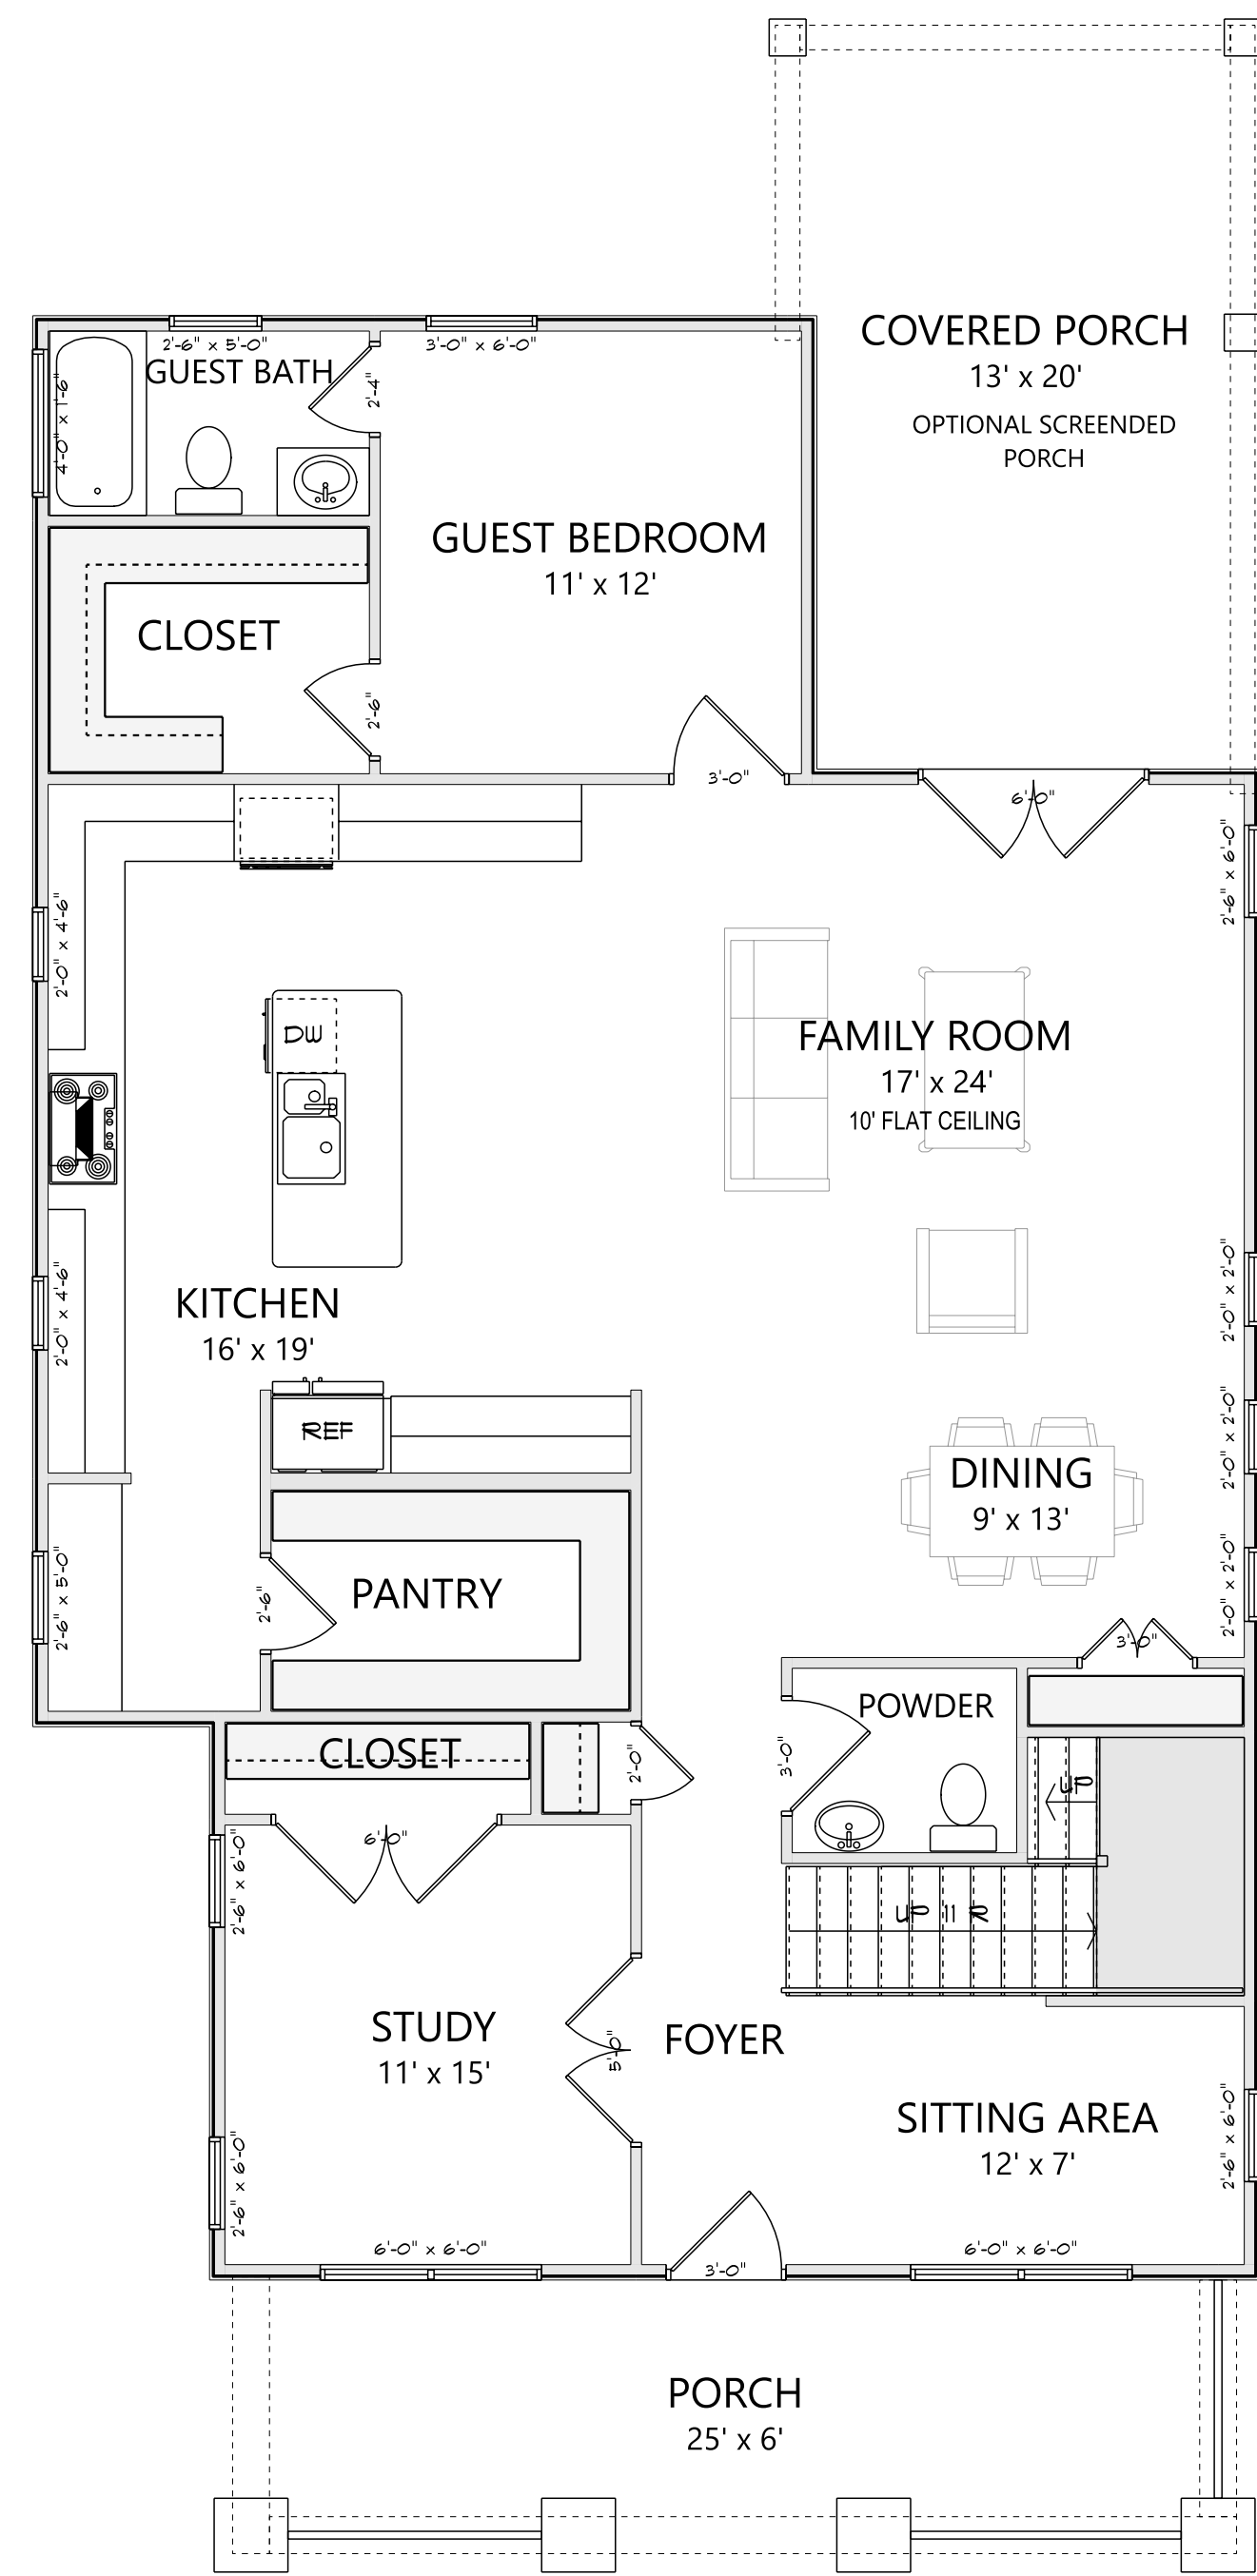 COVERED PORCH
13' x 20'
OPTIONAL SCREENDED
PORCH
2'-6" x 5'-0"
3'-0" x 6'-0"
GUEST BATH
4'-0" x 1'-6"
2'-4"
GUEST BEDROOM
11' x 12'
CLOSET
2'-6"
3'-0"
6'-0"
2'-6" x 6'-0"
2'-0" x 4'-6"
DW
FAMILY ROOM
17' x 24'
10' FLAT CEILING
KITCHEN
16' x 19'
2'-0" x 4'-6"
2'-0" x 2'-0"
REF
2'-0" x 2'-0"
DINING
9' x 13'
2'-6" x 5'-0"
2'-6"
PANTRY
2'-0" x 2'-0"
3'-0"
POWDER
CLOSET
2'-0"
3'-0"
UP
6'-0"
2'-6" x 6'-0"
UP 11 R
STUDY
11' x 15'
5'-0"
FOYER
SITTING AREA
12' x 7'
2'-6" x 6'-0"
2'-6" x 6'-0"
6'-0" x 6'-0"
3'-0"
6'-0" x 6'-0"
PORCH
25' x 6'